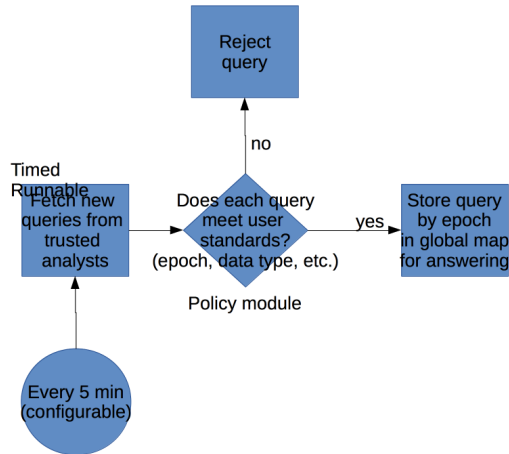 Reject
query
no
Timed
Runnable
Fetch new
queries from
trusted
analysts
Does each query
meet user
standards?
(epoch, data type, etc.)
Policy module
yes
Store query
by epoch
in global map
for answering
Every 5 min
(configurable)